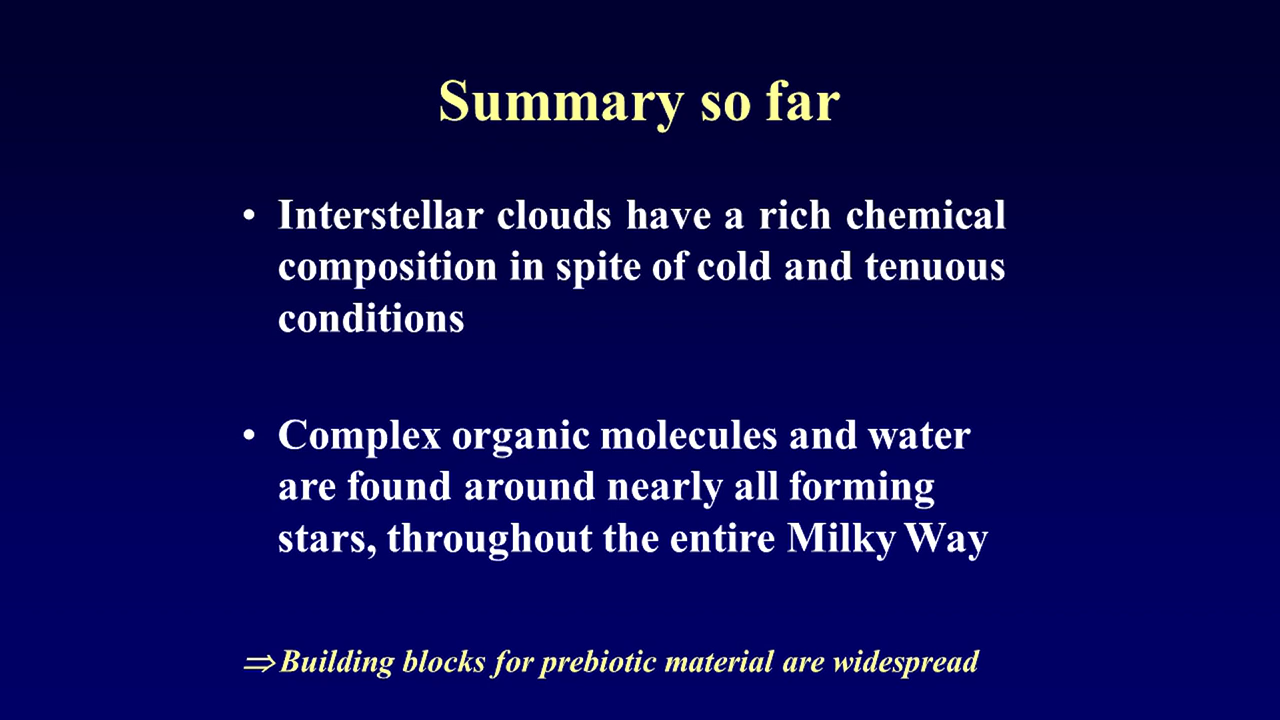 Summary so far
• Interstellar clouds have a rich chemical
composition in spite of cold and tenuous
conditions
• Complex organic molecules and water
are found around nearly all forming
stars, throughout the entire Milky Way
⇒ Building blocks for prebiotic material are widespread